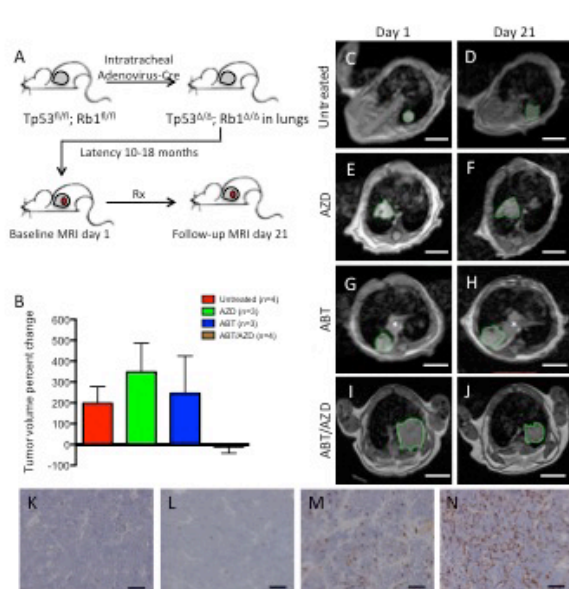 A
Intratracheal
Adenovirus-Cre
Tp53fl/fl; Rb1fl/fl
Tp53Δ/Δ; Rb1Δ/Δ in lungs
Latency 10-18 months
Rx
Baseline MRI day 1
Follow-up MRI day 21
B
Untreated (n=4)
AZD (n=3)
ABT (n=3)
ABT/AZD (n=4)
Tumor volume percent change
600
500
400
300
200
100
0
-100
Day 1
Day 21
Untreated
C
D
AZD
E
F
ABT
G
H
ABT/AZD
I
J
K
L
M
N